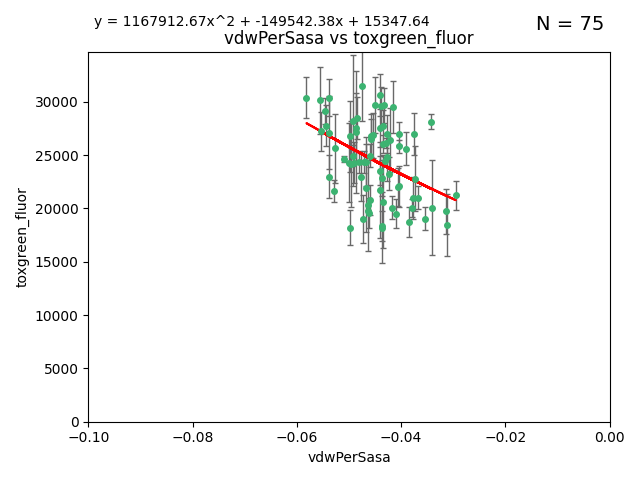 y = 1167912.67x^2 + -149542.38x + 15347.64
N = 75
vdwPerSasa vs toxgreen_fluor
30000
25000
20000
15000
10000
5000
0
toxgreen_fluor
−0.10
−0.08
−0.06
−0.04
−0.02
0.00
vdwPerSasa